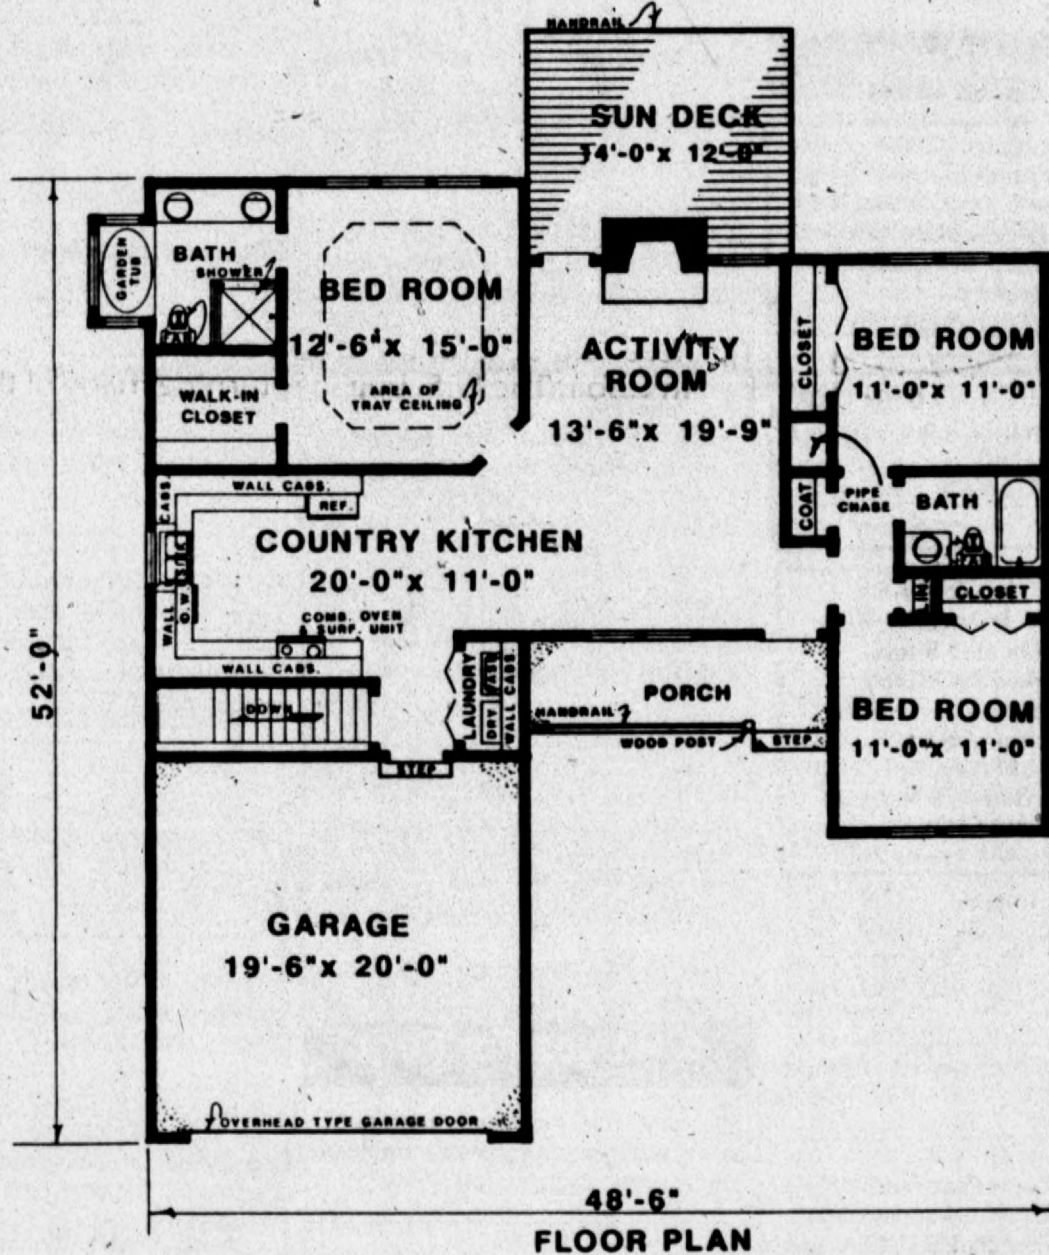 HANDRAIL
SUN DECK
14'-0"x 12'-0"
BATH
SHOWER
GARDEN TUB
BED ROOM
12'-6"x 15'-0"
AREA OF
TRAY CEILING
WALK-IN
CLOSET
ACTIVITY
ROOM
13'-6"x 19'-9"
CLOSET
BED ROOM
11'-0"x 11'-0"
COAT
PIPE
CHASE
BATH
LIN
CLOSET
CABS.
WALL CABS.
REF.
COUNTRY KITCHEN
20'-0"x 11'-0"
D.W.
WALL
COMB. OVEN
SURF. UNIT
WALL CABS.
DOWN
LAUNDRY
DRY
WASH
WALL CABS.
STEP
PORCH
HANDRAIL
WOOD POST
STEP
BED ROOM
11'-0"x 11'-0"
52'-0"
GARAGE
19'-6"x 20'-0"
OVERHEAD TYPE GARAGE DOOR
48'-6"
FLOOR PLAN